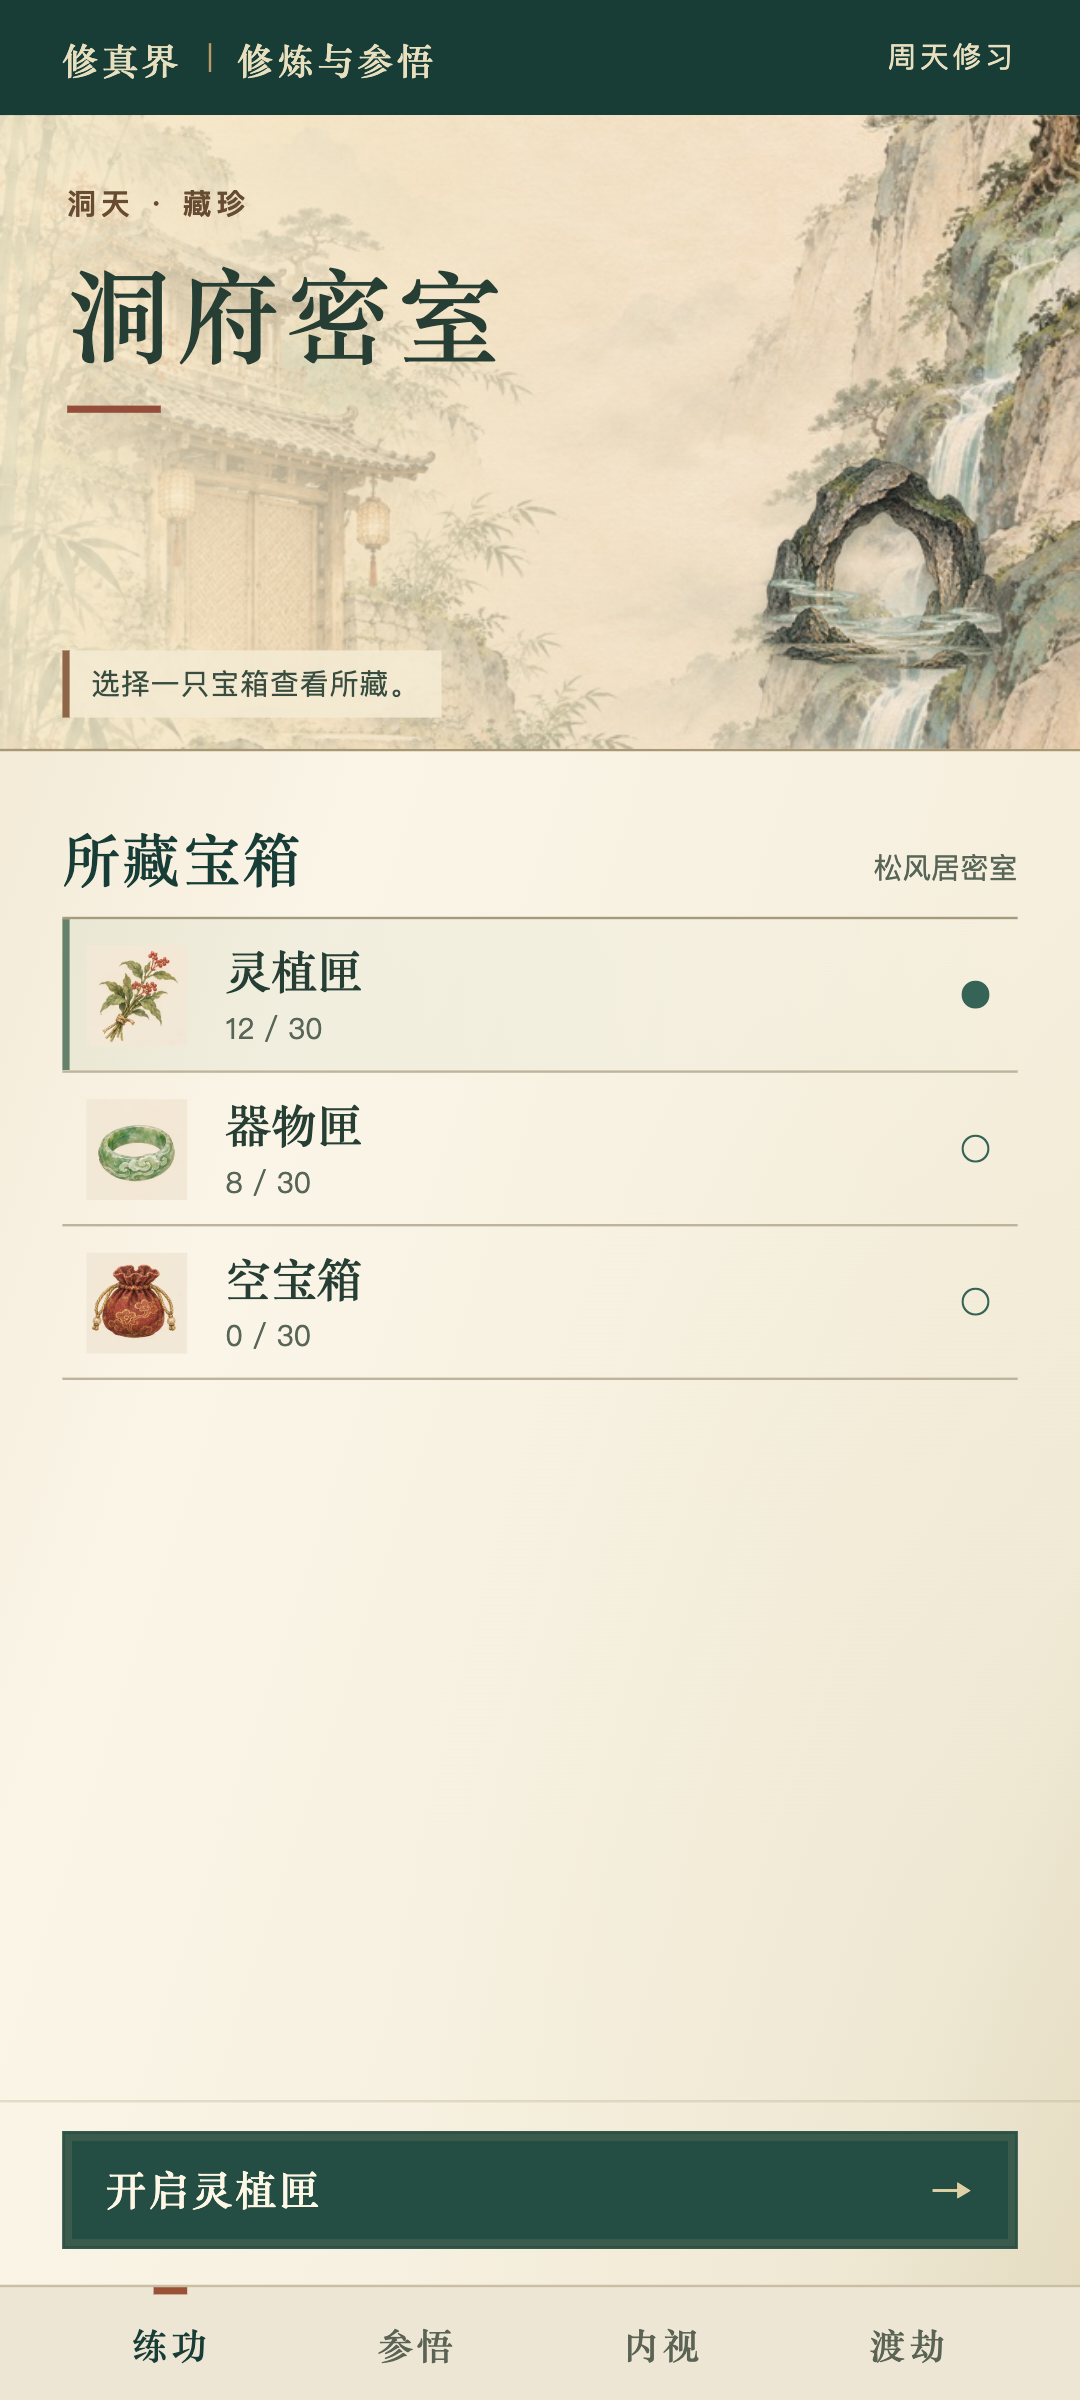 修真界 | 修炼与参悟
周天修习
洞天 · 藏珍
洞府密室
选择一只宝箱查看所藏。
所藏宝箱
松风居密室
灵植匣
12 / 30
器物匣
8 / 30
空宝箱
0 / 30
开启灵植匣 →
练功
参悟
内视
渡劫